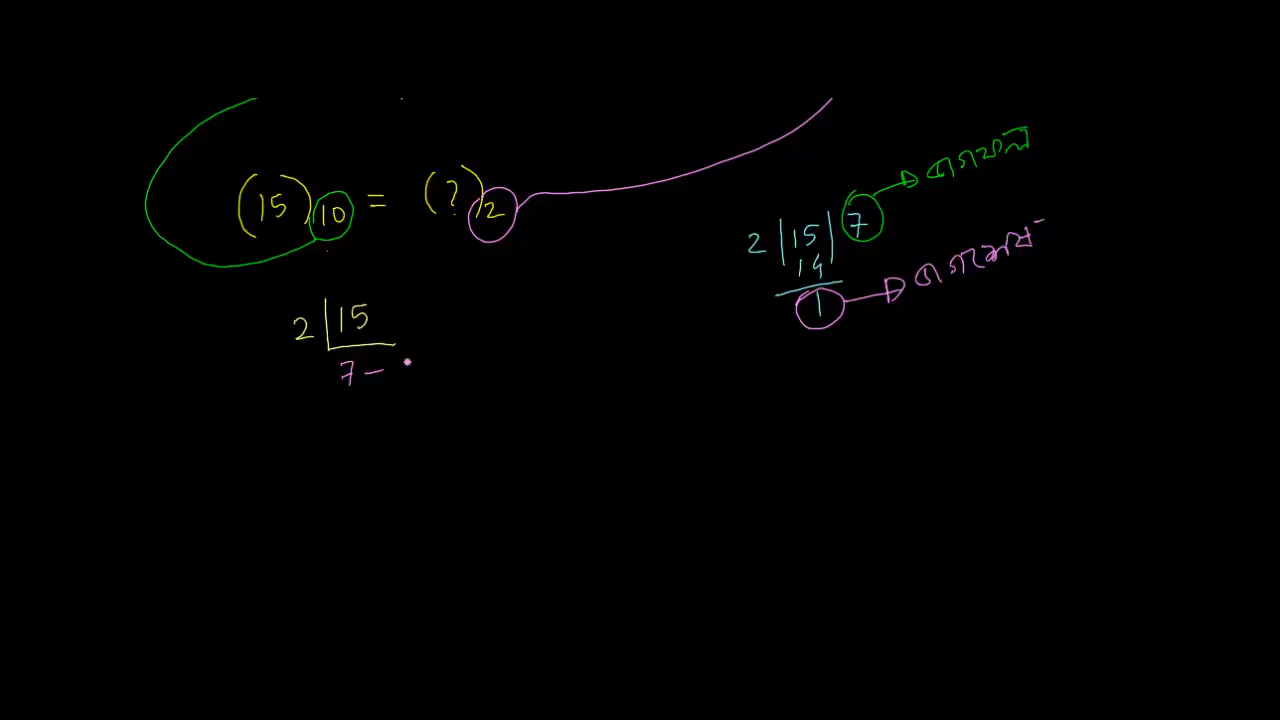 (15)10 = (?)2
2 | 15 | 7 → ভাগফল
14
1 → ভাগশেষ
2 | 15
7 –